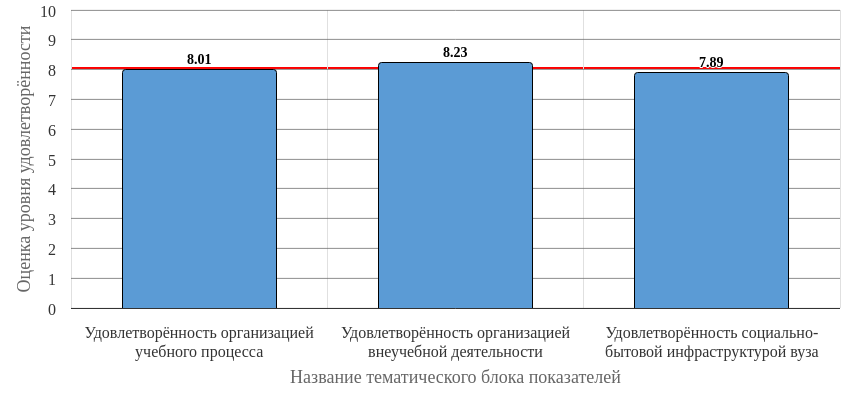 10
9
8
7
6
5
4
3
2
1
0
Оценка уровня удовлетворённости
8.01
8.23
7.89
Удовлетворённость организацией
учебного процесса
Удовлетворённость организацией
внеучебной деятельности
Удовлетворённость социально-
бытовой инфраструктурой вуза
Название тематического блока показателей